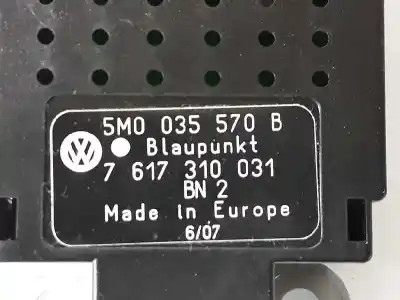 5M0 035 570 B
Blaupunkt
7 617 310 031
BN 2
Made in Europe
6/07